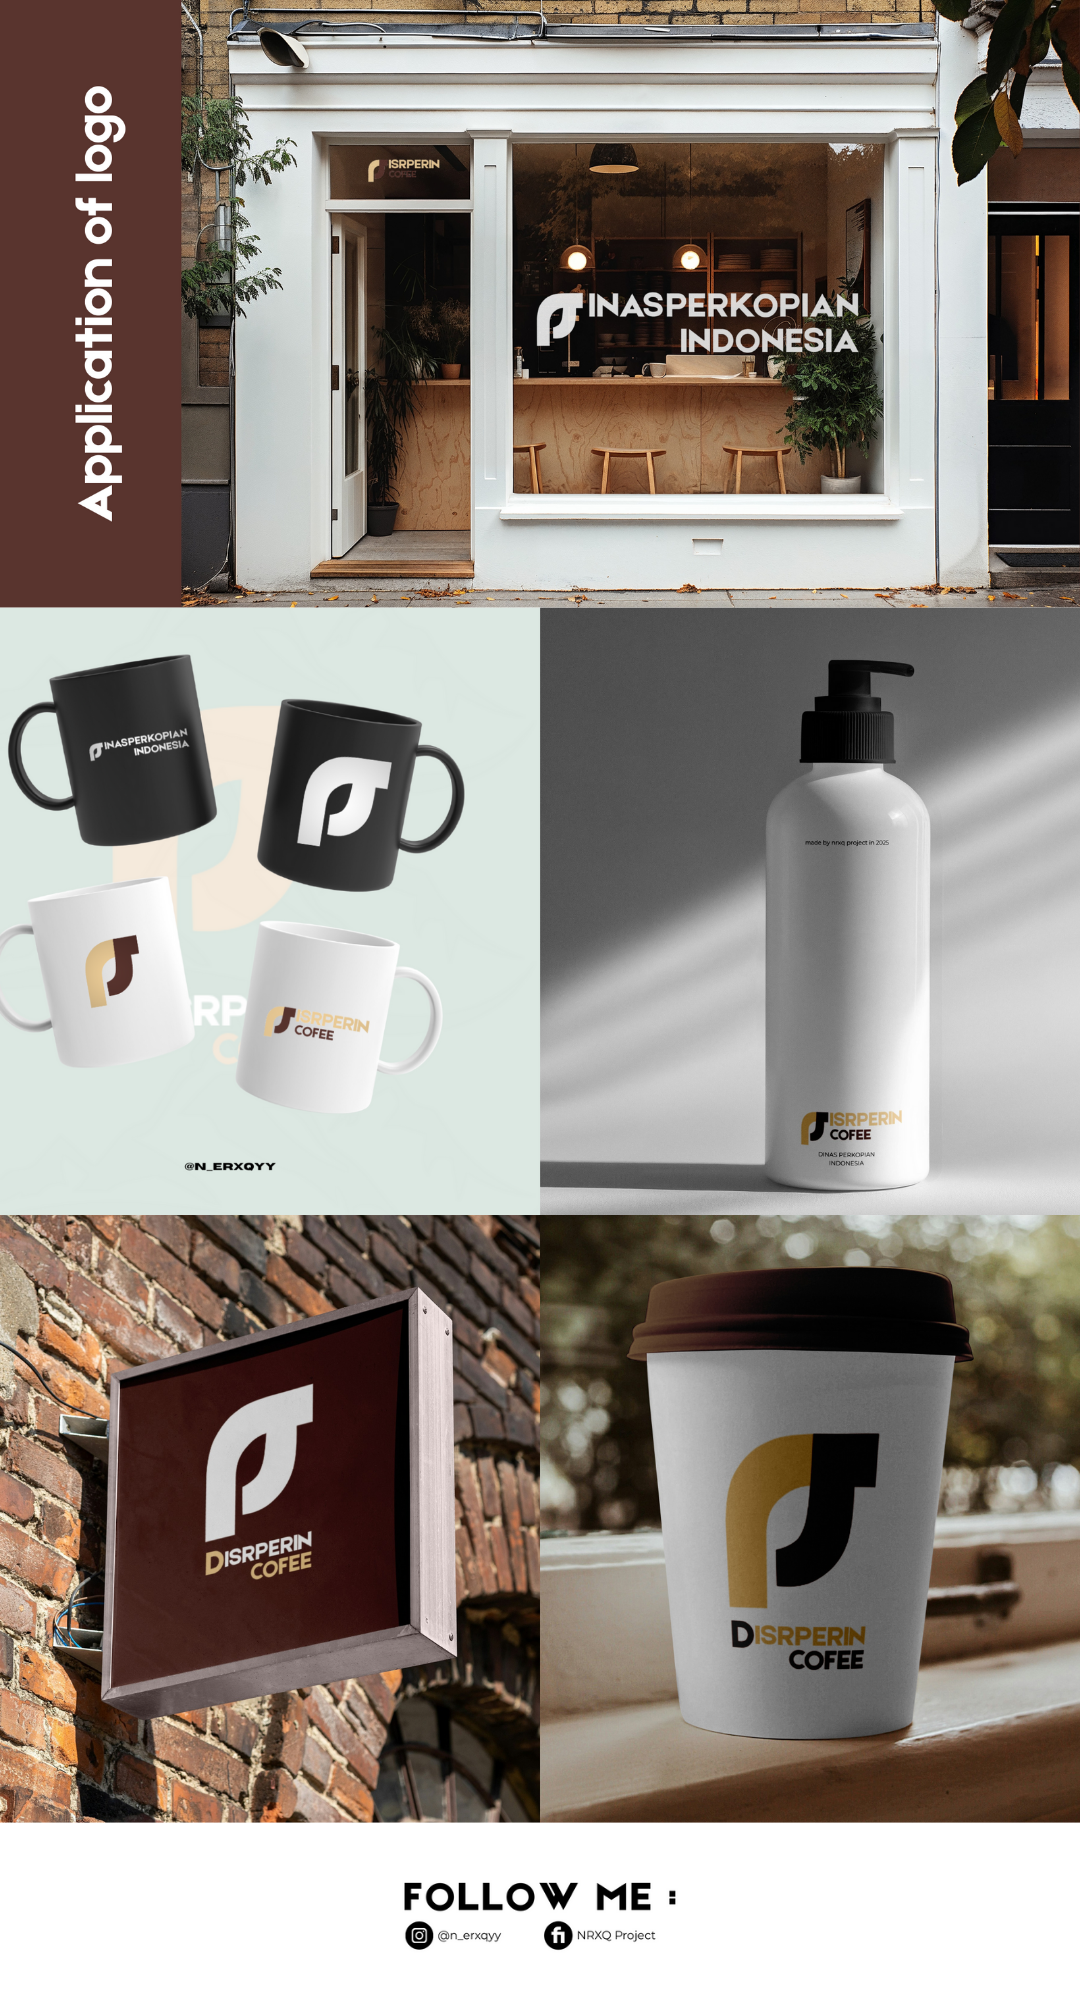 Application of logo
ISRPERIN
COFEE
INASPERKOPIAN
INDONESIA
INASPERKOPIAN
INDONESIA
SRP
C
ISRPERIN
COFEE
@N_ERXQYY
made by nrxq project in 2025
ISRPERIN
COFEE
DINAS PERKOPIAN
INDONESIA
DISRPERIN
COFEE
DISRPERIN
COFEE
FOLLOW ME :
@n_erxqyy
NRXQ Project